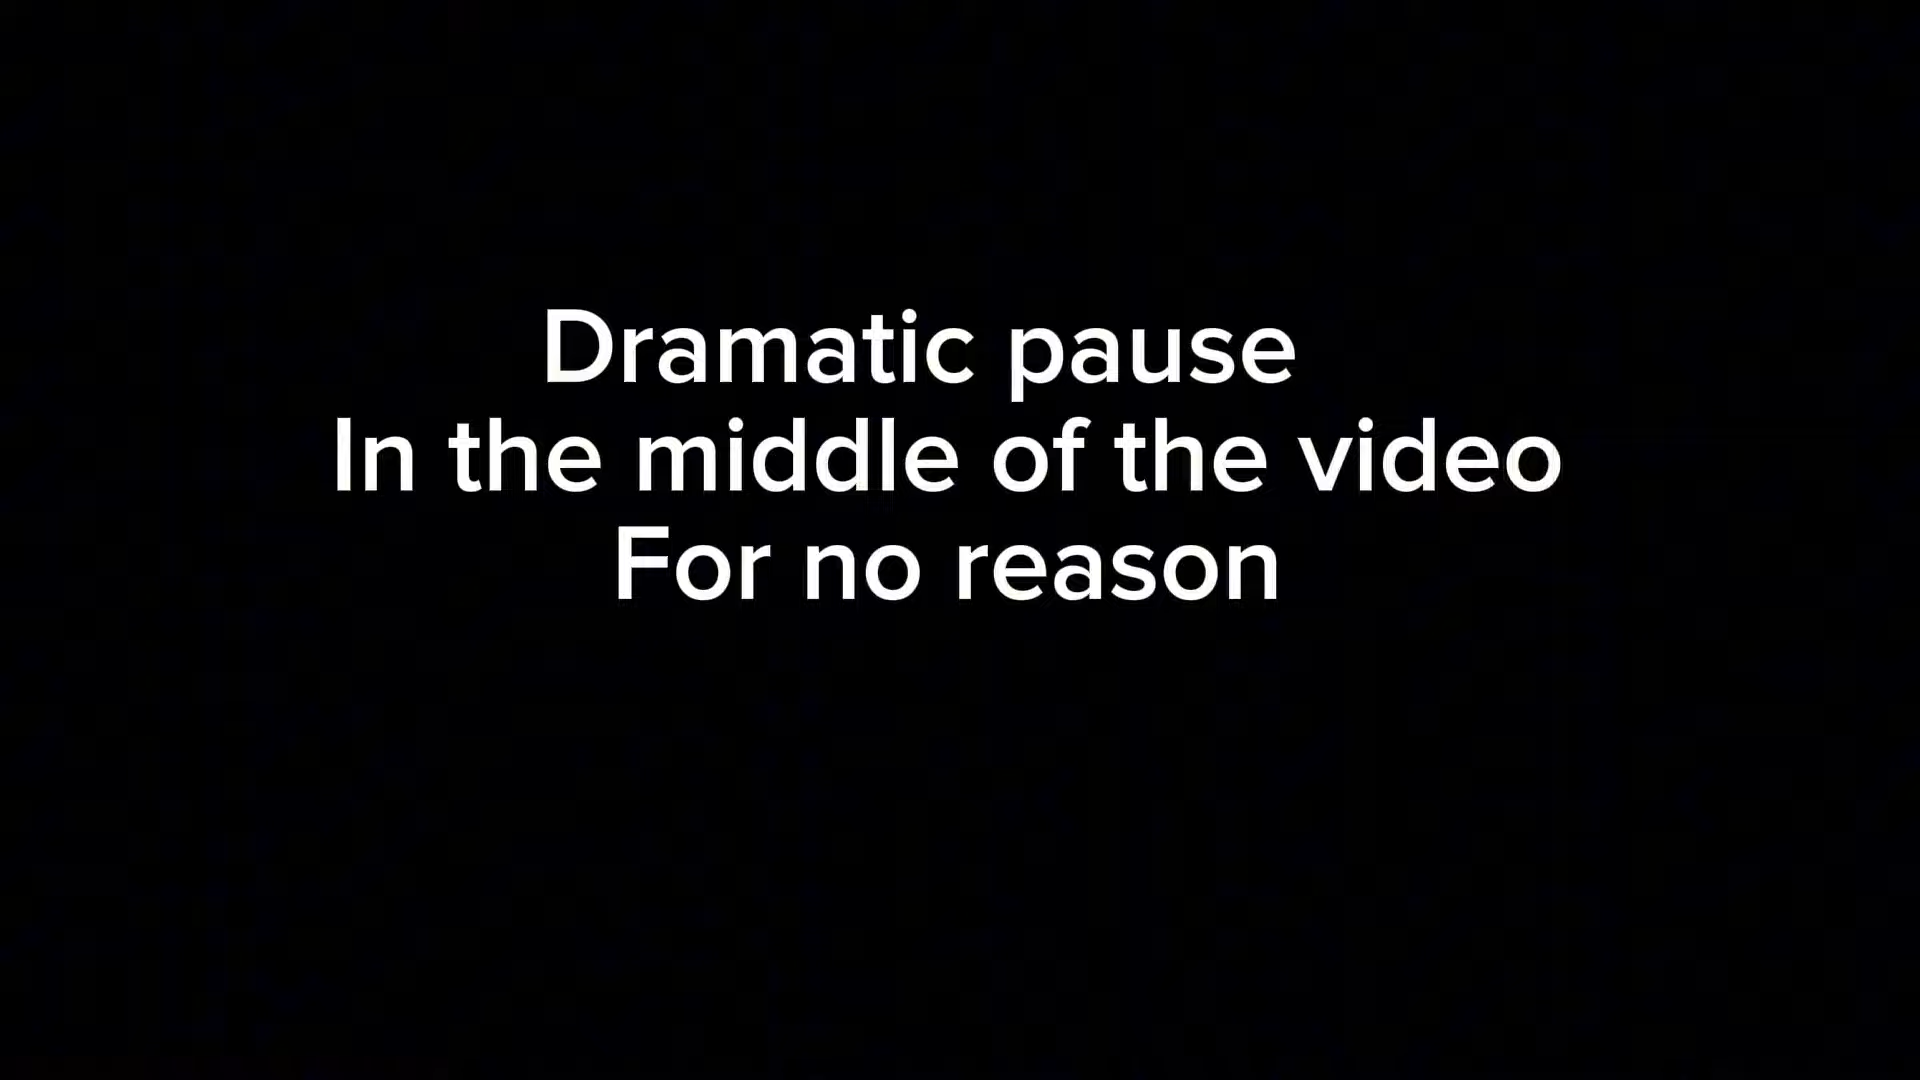 Dramatic pause
In the middle of the video
For no reason